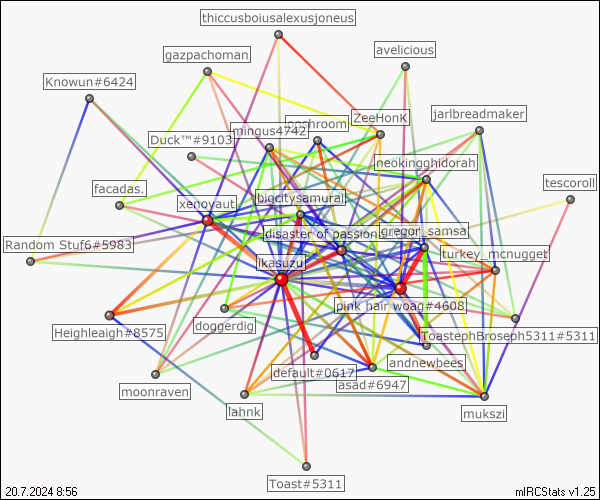 thiccusboiusalexusjoneus
gazpachoman
avelicious
Knowun#6424
ZeeHonK
jarlbreadmaker
mingus4742
Duck™#9103
neokingghidorah
tescoroll
facadas.
xenoyaut
bigcitysamurai
gregor_samsa
disaster of passion
Random Stuf6#5983
turkey_mcnugget
ikasuzu
pink hair woag#4608
doggerdig
Heighleaigh#8575
ToastephBroseph5311#5311
andnewbees
default#0617
asad#6947
moonraven
lahnk
mukszi
Toast#5311
20.7.2024 8:56
mIRCStats v1.25